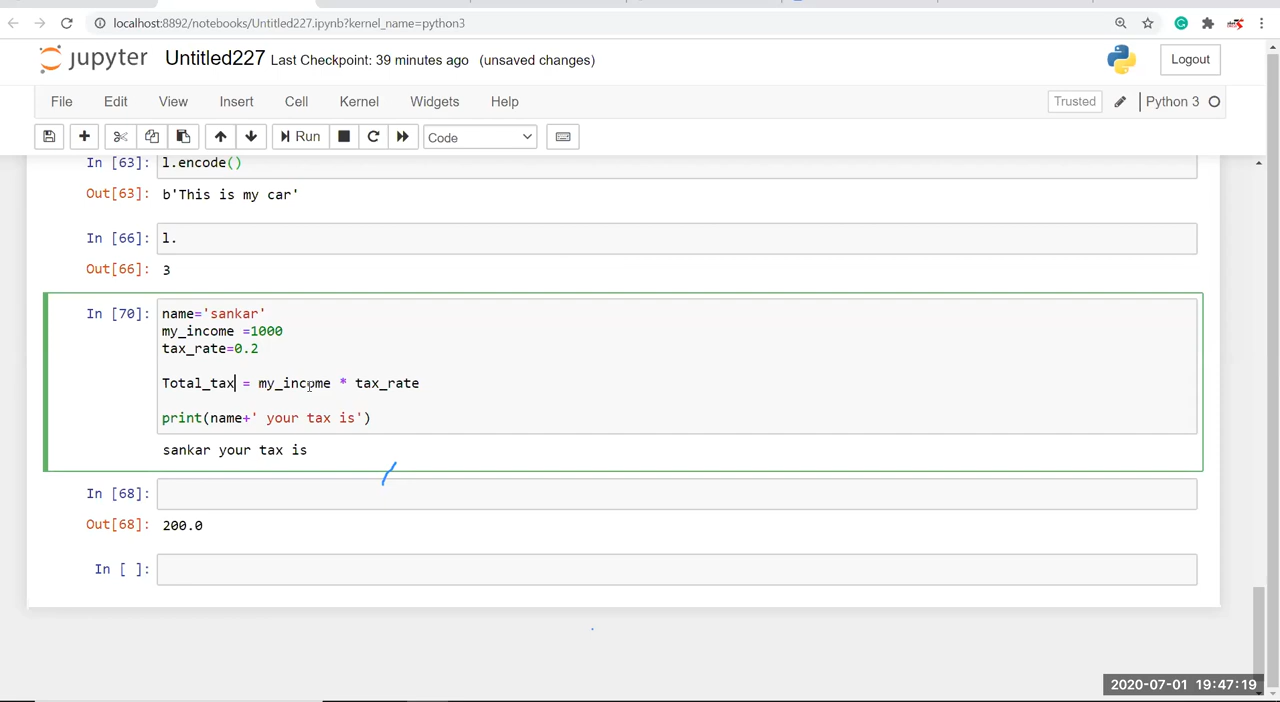 localhost:8892/notebooks/Untitled227.ipynb?kernel_name=python3
jupyter Untitled227 Last Checkpoint: 39 minutes ago (unsaved changes) Logout
File Edit View Insert Cell Kernel Widgets Help Trusted Python 3
Run Code
In [63]: l.encode()
Out[63]: b'This is my car'
In [66]: l.
Out[66]: 3
In [70]: name='sankar'
my_income =1000
tax_rate=0.2
Total_tax = my_income * tax_rate
print(name+' your tax is')
sankar your tax is
In [68]:
Out[68]: 200.0
In [ ]:
2020-07-01 19:47:19